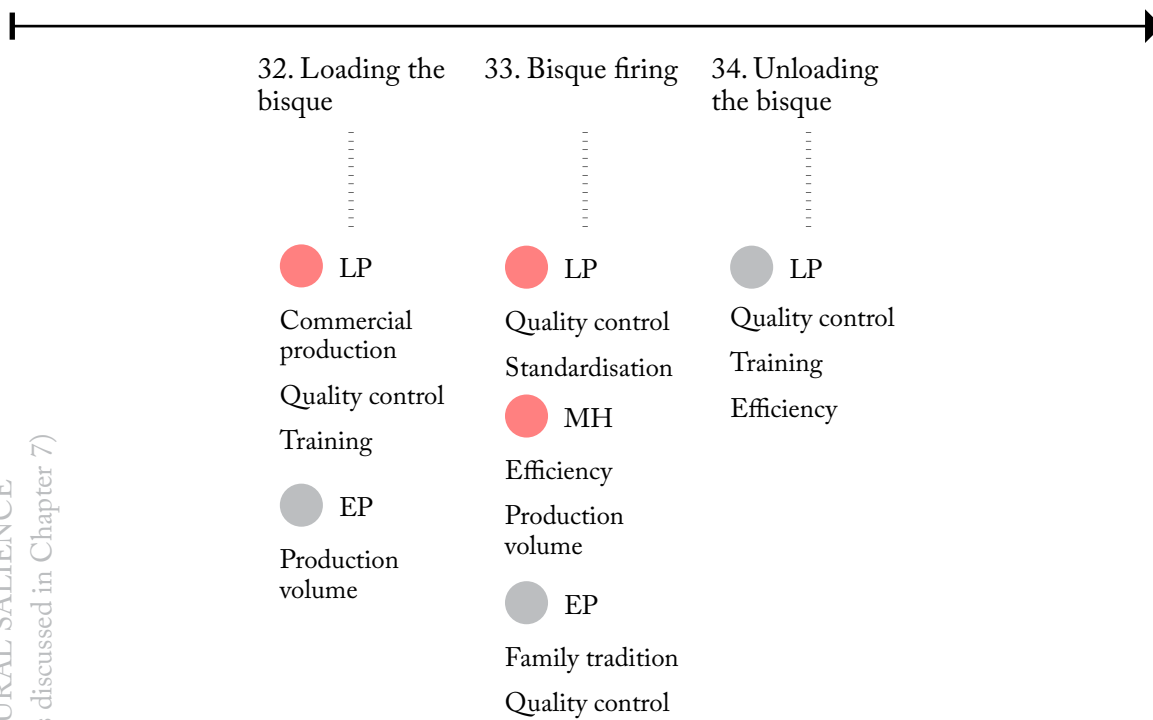 32. Loading the
bisque
33. Bisque firing
34. Unloading
the bisque
LP
Commercial
production
Quality control
Training
EP
Production
volume
LP
Quality control
Standardisation
MH
Efficiency
Production
volume
EP
Family tradition
Quality control
LP
Quality control
Training
Efficiency
SALIENCE
discussed in Chapter 7)